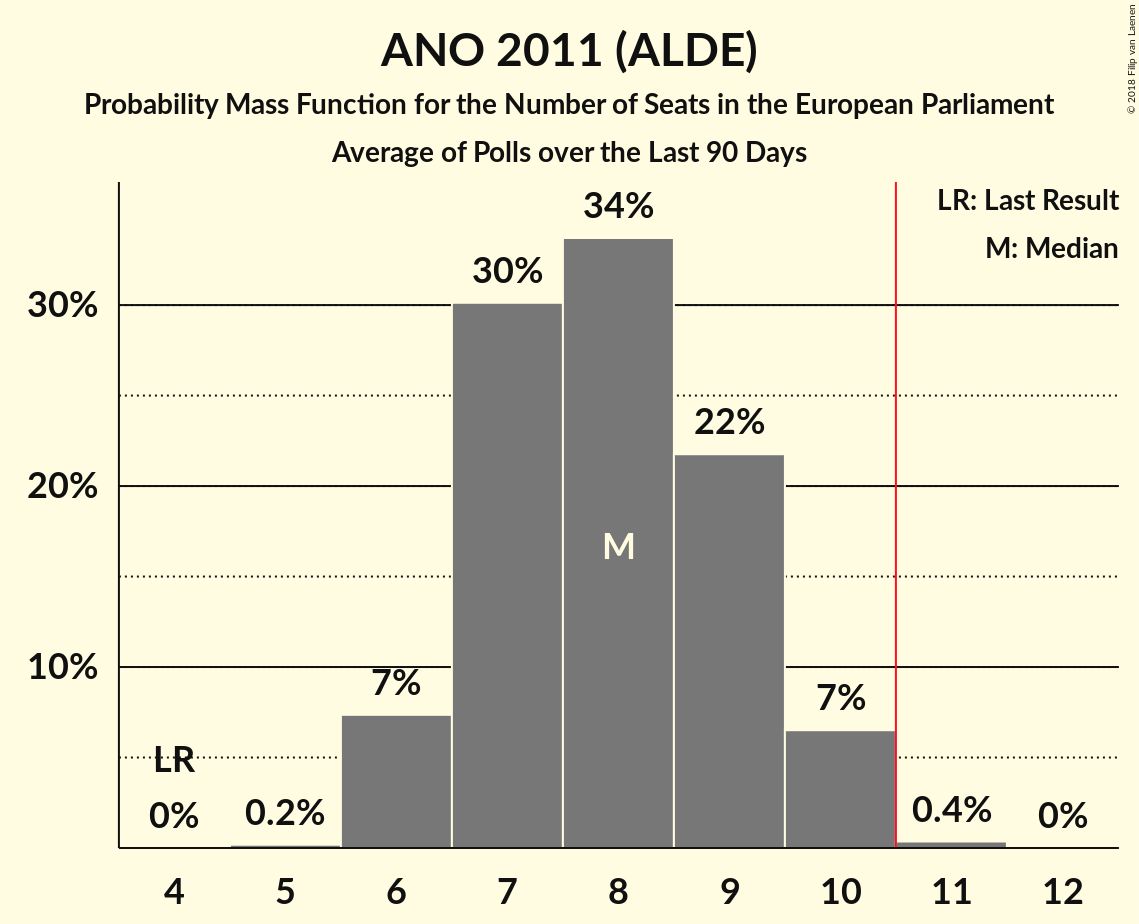 ANO 2011 (ALDE)
Probability Mass Function for the Number of Seats in the European Parliament
Average of Polls over the Last 90 Days
© 2018 Filip van Laenen
LR: Last Result
M: Median
34%
30%
30%
22%
20%
M
10%
7%
7%
LR
0%
0.2%
0.4%
0%
4 5 6 7 8 9 10 11 12